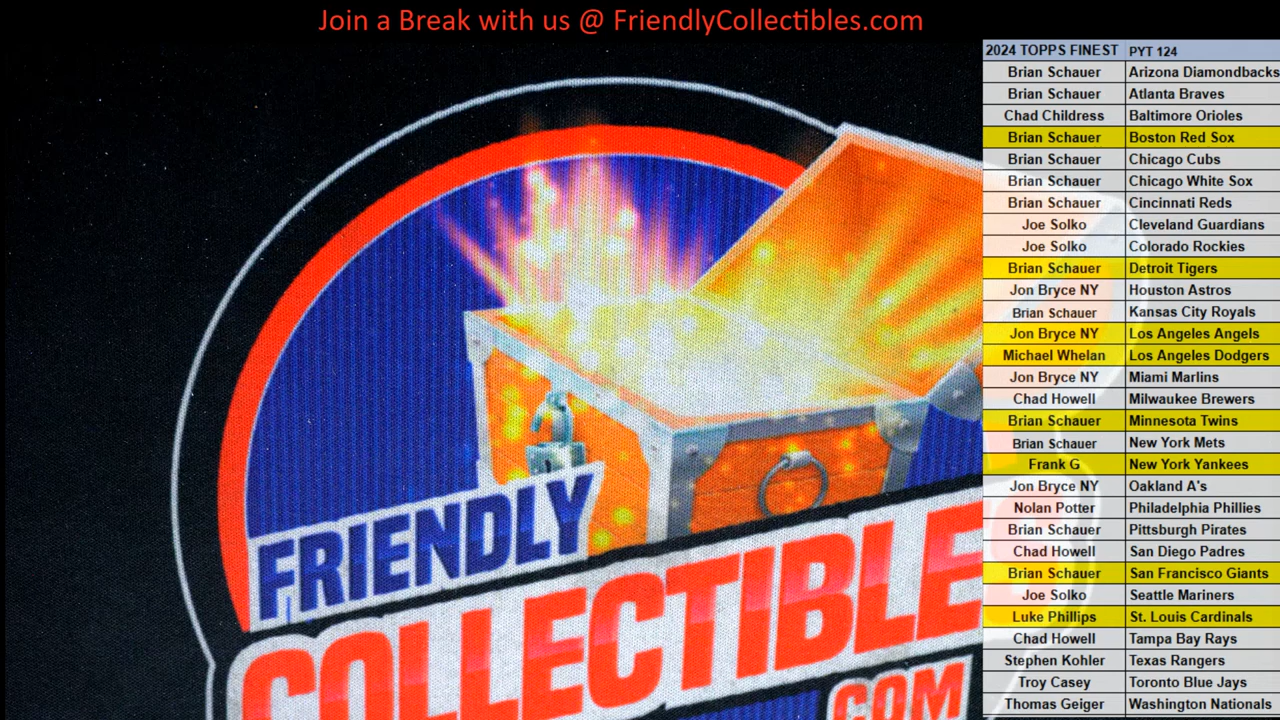 Join a Break with us @ FriendlyCollectibles.com
2024 TOPPS FINEST PYT 124
Brian Schauer Arizona Diamondbacks
Brian Schauer Atlanta Braves
Chad Childress Baltimore Orioles
Brian Schauer Boston Red Sox
Brian Schauer Chicago Cubs
Brian Schauer Chicago White Sox
Brian Schauer Cincinnati Reds
Joe Solko Cleveland Guardians
Joe Solko Colorado Rockies
Brian Schauer Detroit Tigers
Jon Bryce NY Houston Astros
Brian Schauer Kansas City Royals
Jon Bryce NY Los Angeles Angels
Michael Whelan Los Angeles Dodgers
Jon Bryce NY Miami Marlins
Chad Howell Milwaukee Brewers
Brian Schauer Minnesota Twins
Brian Schauer New York Mets
Frank G New York Yankees
Jon Bryce NY Oakland A's
Nolan Potter Philadelphia Phillies
Brian Schauer Pittsburgh Pirates
Chad Howell San Diego Padres
Brian Schauer San Francisco Giants
Joe Solko Seattle Mariners
Luke Phillips St. Louis Cardinals
Chad Howell Tampa Bay Rays
Stephen Kohler Texas Rangers
Troy Casey Toronto Blue Jays
Thomas Geiger Washington Nationals
FRIENDLY
COLLECTIBLES
.COM